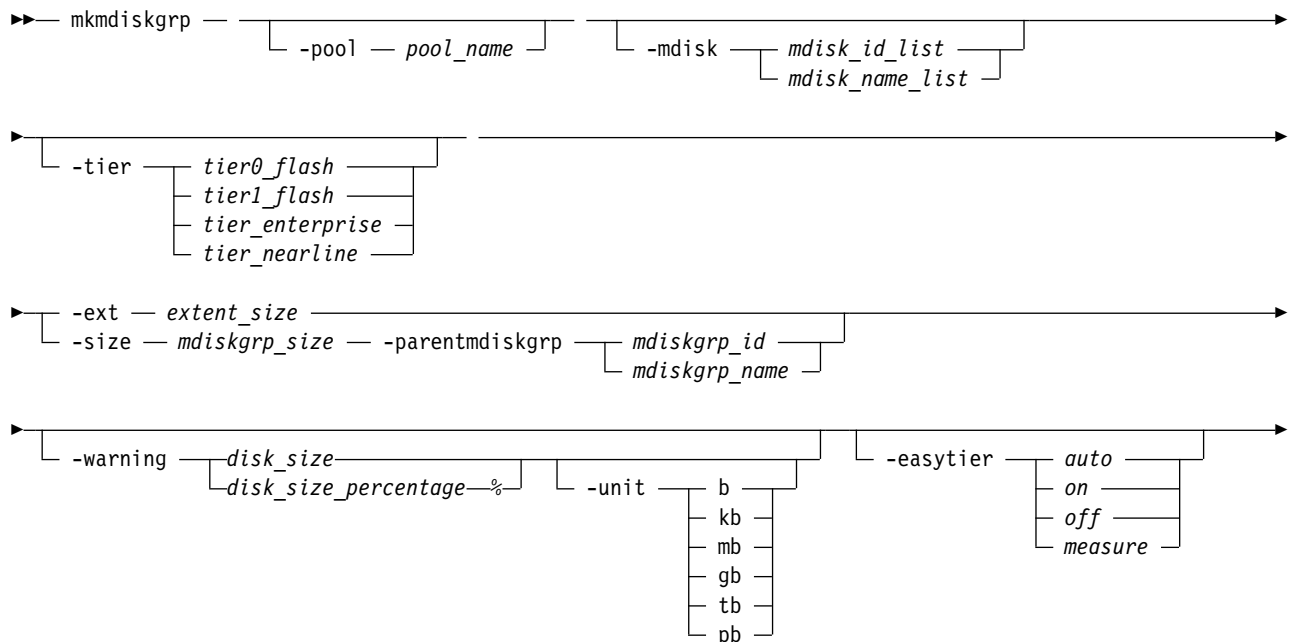 mkmdiskgrp
-pool pool_name
-mdisk mdisk_id_list
mdisk_name_list
-tier tier0_flash
tier1_flash
tier_enterprise
tier_nearline
-ext extent_size
-size mdiskgrp_size -parentmdiskgrp mdiskgrp_id
mdiskgrp_name
-warning disk_size
disk_size_percentage %
-unit b
kb
mb
gb
tb
pb
-easytier auto
on
off
measure